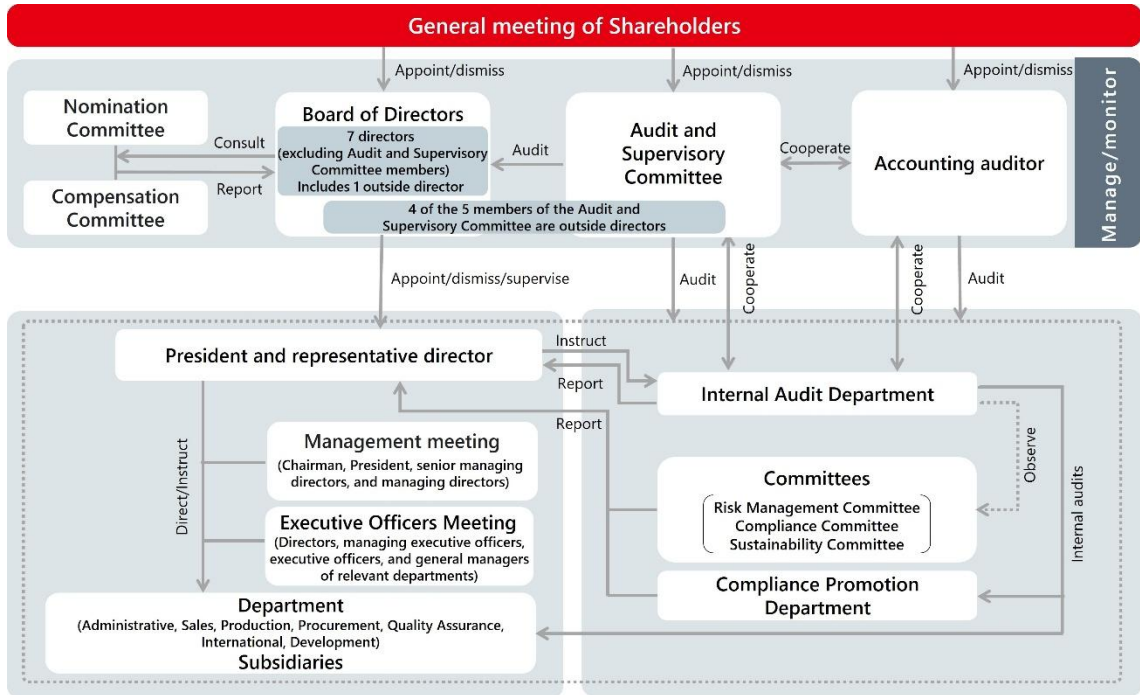 General meeting of Shareholders
Appoint/dismiss
Appoint/dismiss
Appoint/dismiss
Manage/monitor
Nomination
Committee
Compensation
Committee
Consult
Report
Board of Directors
7 directors
(excluding Audit and Supervisory
Committee members)
Includes 1 outside director
Audit
Audit and
Supervisory
Committee
4 of the 5 members of the Audit and
Supervisory Committee are outside directors
Cooperate
Accounting auditor
Appoint/dismiss/supervise
Audit
Cooperate
Cooperate
Audit
President and representative director
Instruct
Report
Report
Internal Audit Department
Direct/Instruct
Management meeting
(Chairman, President, senior managing
directors, and managing directors)
Executive Officers Meeting
(Directors, managing executive officers,
executive officers, and general managers
of relevant departments)
Department
(Administrative, Sales, Production, Procurement, Quality Assurance,
International, Development)
Subsidiaries
Committees
Risk Management Committee
Compliance Committee
Sustainability Committee
Observe
Internal audits
Compliance Promotion
Department